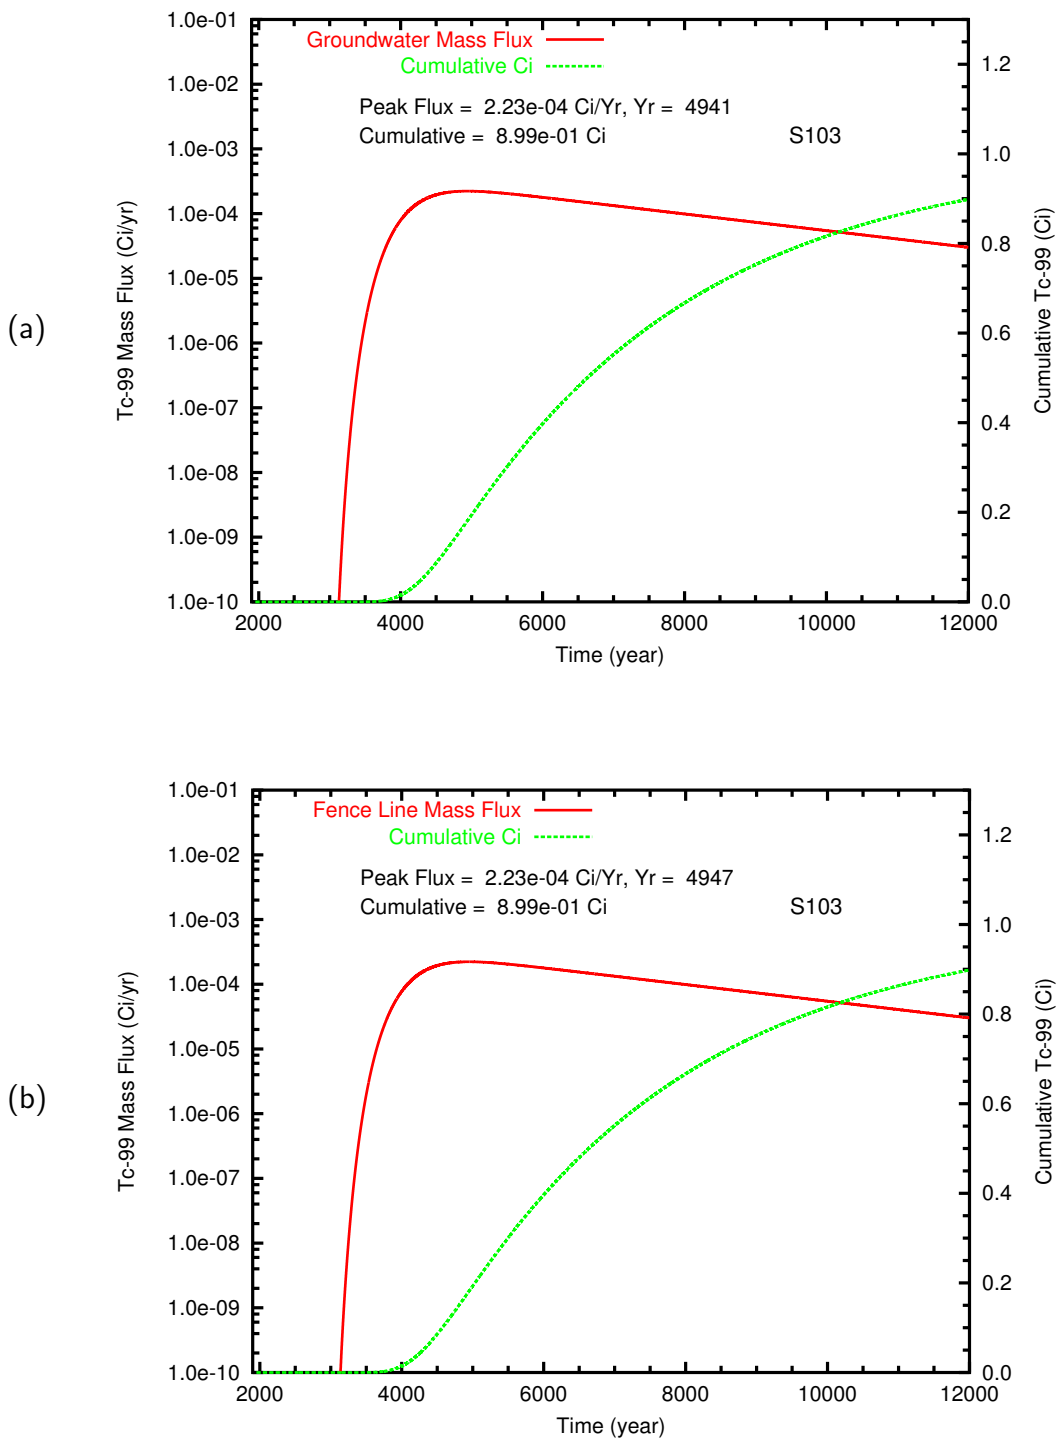 (a)
Groundwater Mass Flux
Cumulative Ci
Peak Flux = 2.23e-04 Ci/Yr, Yr = 4941
Cumulative = 8.99e-01 Ci
S103
Tc-99 Mass Flux (Ci/yr)
1.0e-01
1.0e-02
1.0e-03
1.0e-04
1.0e-05
1.0e-06
1.0e-07
1.0e-08
1.0e-09
1.0e-10
Cumulative Tc-99 (Ci)
1.2
1.0
0.8
0.6
0.4
0.2
0.0
2000 4000 6000 8000 10000 12000
Time (year)
(b)
Fence Line Mass Flux
Cumulative Ci
Peak Flux = 2.23e-04 Ci/Yr, Yr = 4947
Cumulative = 8.99e-01 Ci
S103
Tc-99 Mass Flux (Ci/yr)
1.0e-01
1.0e-02
1.0e-03
1.0e-04
1.0e-05
1.0e-06
1.0e-07
1.0e-08
1.0e-09
1.0e-10
Cumulative Tc-99 (Ci)
1.2
1.0
0.8
0.6
0.4
0.2
0.0
2000 4000 6000 8000 10000 12000
Time (year)